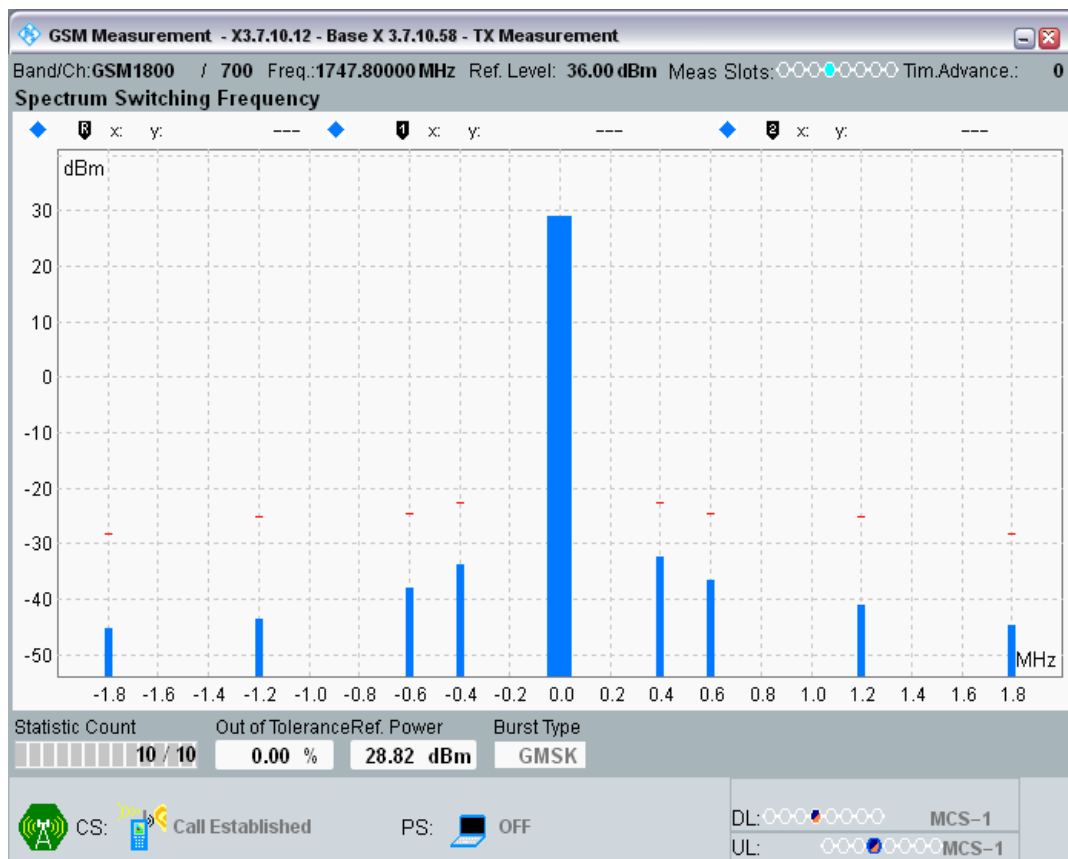 GSM Measurement - X3.7.10.12 - Base X 3.7.10.58 - TX Measurement
Band/Ch:GSM1800 / 700 Freq.:1747.80000 MHz Ref. Level: 36.00 dBm Meas Slots: Tim.Advance.: 0
Spectrum Switching Frequency
R x: y: --- 1 x: y: --- 2 x: y: ---
dBm
30
20
10
0
-10
-20
-30
-40
-50
MHz
-1.8 -1.6 -1.4 -1.2 -1.0 -0.8 -0.6 -0.4 -0.2 0.0 0.2 0.4 0.6 0.8 1.0 1.2 1.4 1.6 1.8
Statistic Count Out of Tolerance Ref. Power Burst Type
10 / 10 0.00 % 28.82 dBm GMSK
CS: Call Established PS: OFF
DL: MCS-1
UL: MCS-1